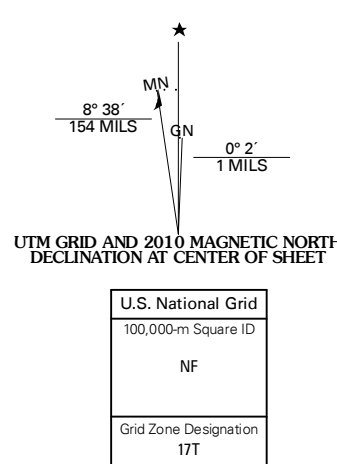 ★
MN
8° 38´
154 MILS
GN
0° 2´
1 MILS
UTM GRID AND 2010 MAGNETIC NORTH
DECLINATION AT CENTER OF SHEET
U.S. National Grid
100,000-m Square ID
NF
Grid Zone Designation
17T